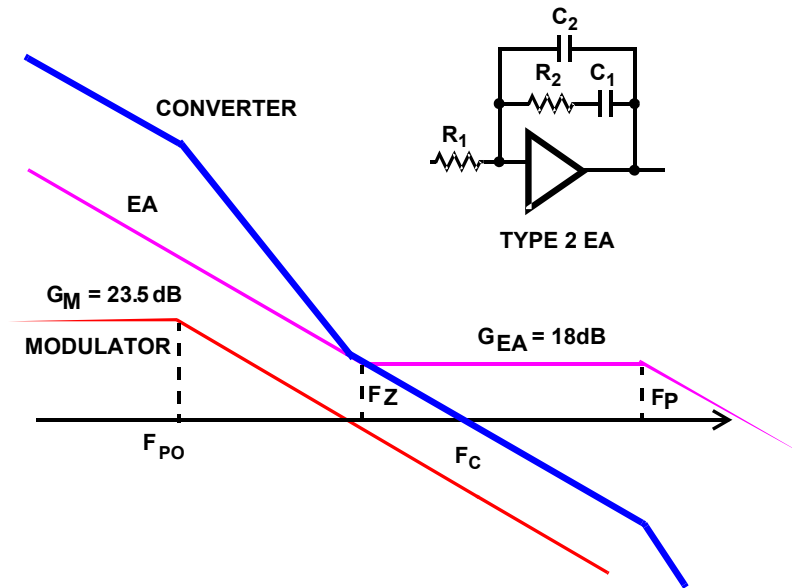 C2
R2
C1
CONVERTER
R1
EA
TYPE 2 EA
GM = 23.5 dB
GEA = 18dB
MODULATOR
FZ
FP
FPO
FC